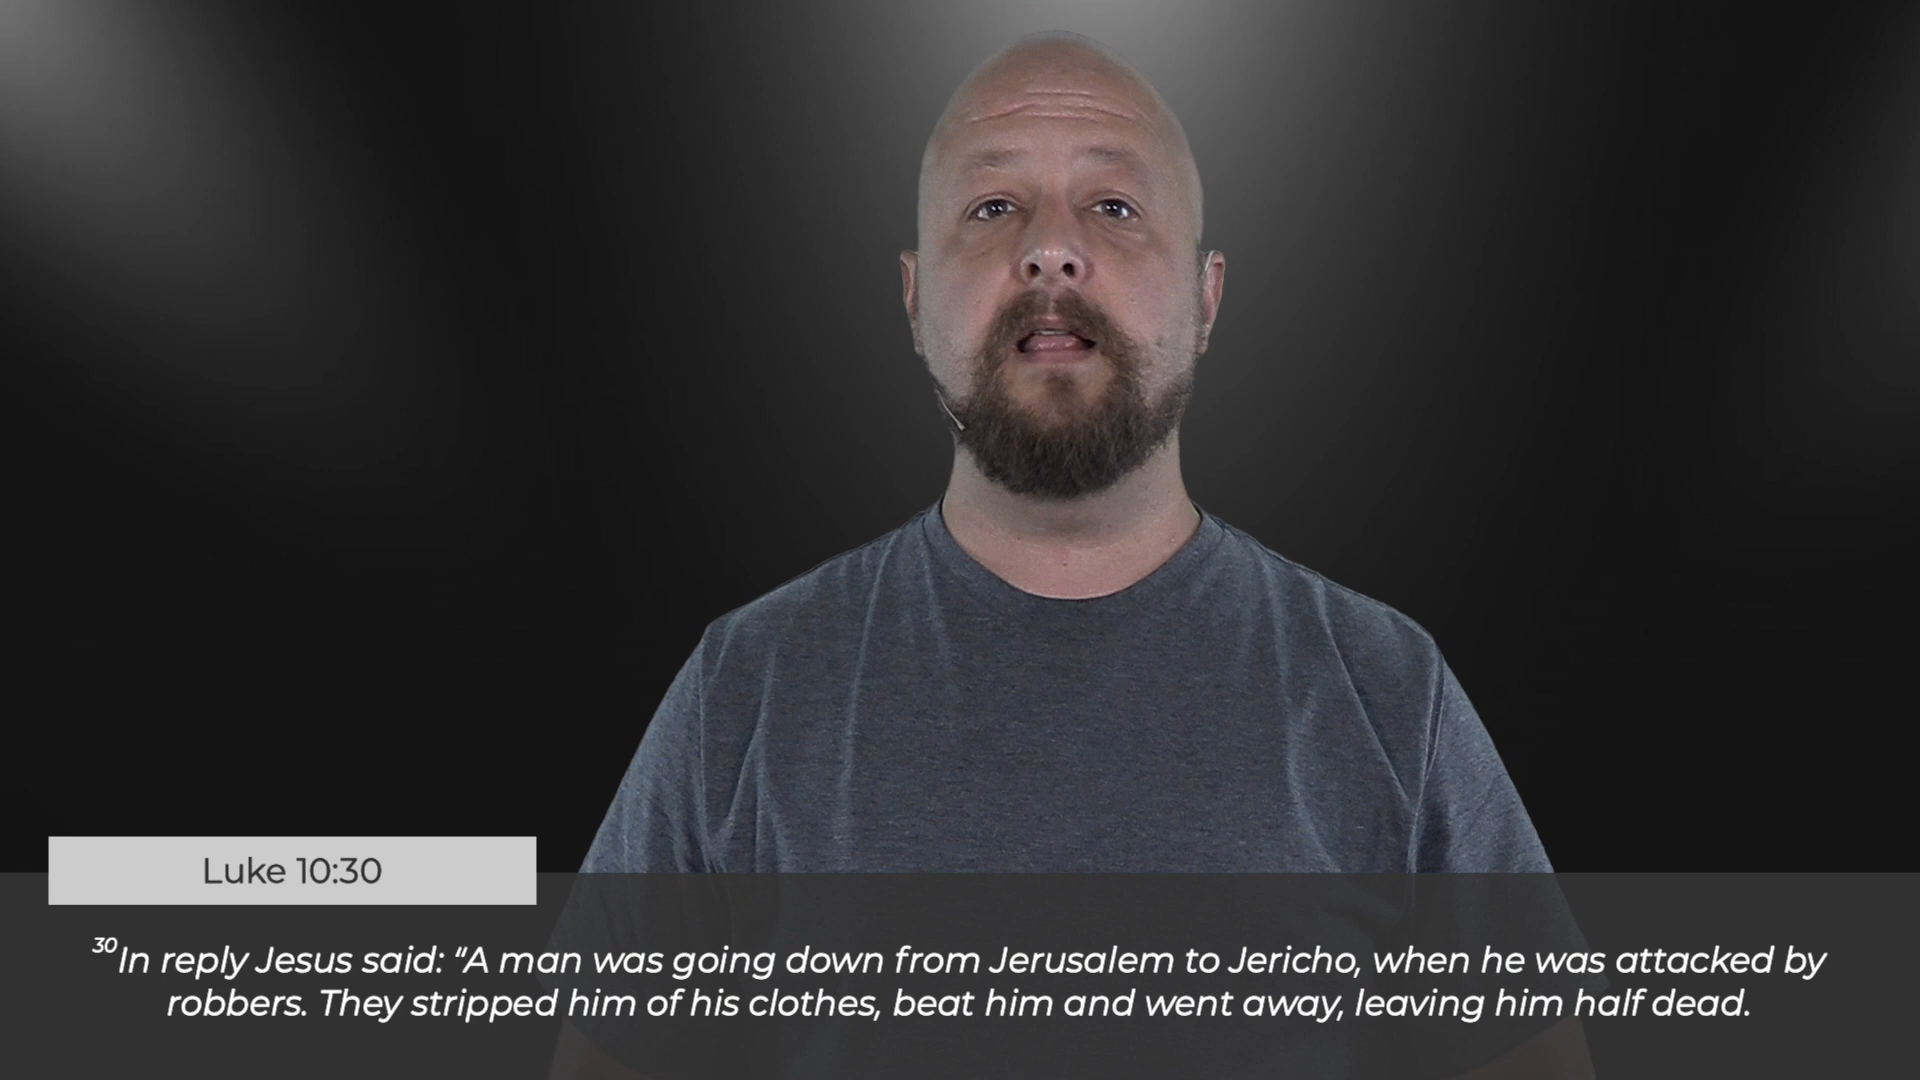 Luke 10:30
³⁰In reply Jesus said: “A man was going down from Jerusalem to Jericho, when he was attacked by
robbers. They stripped him of his clothes, beat him and went away, leaving him half dead.